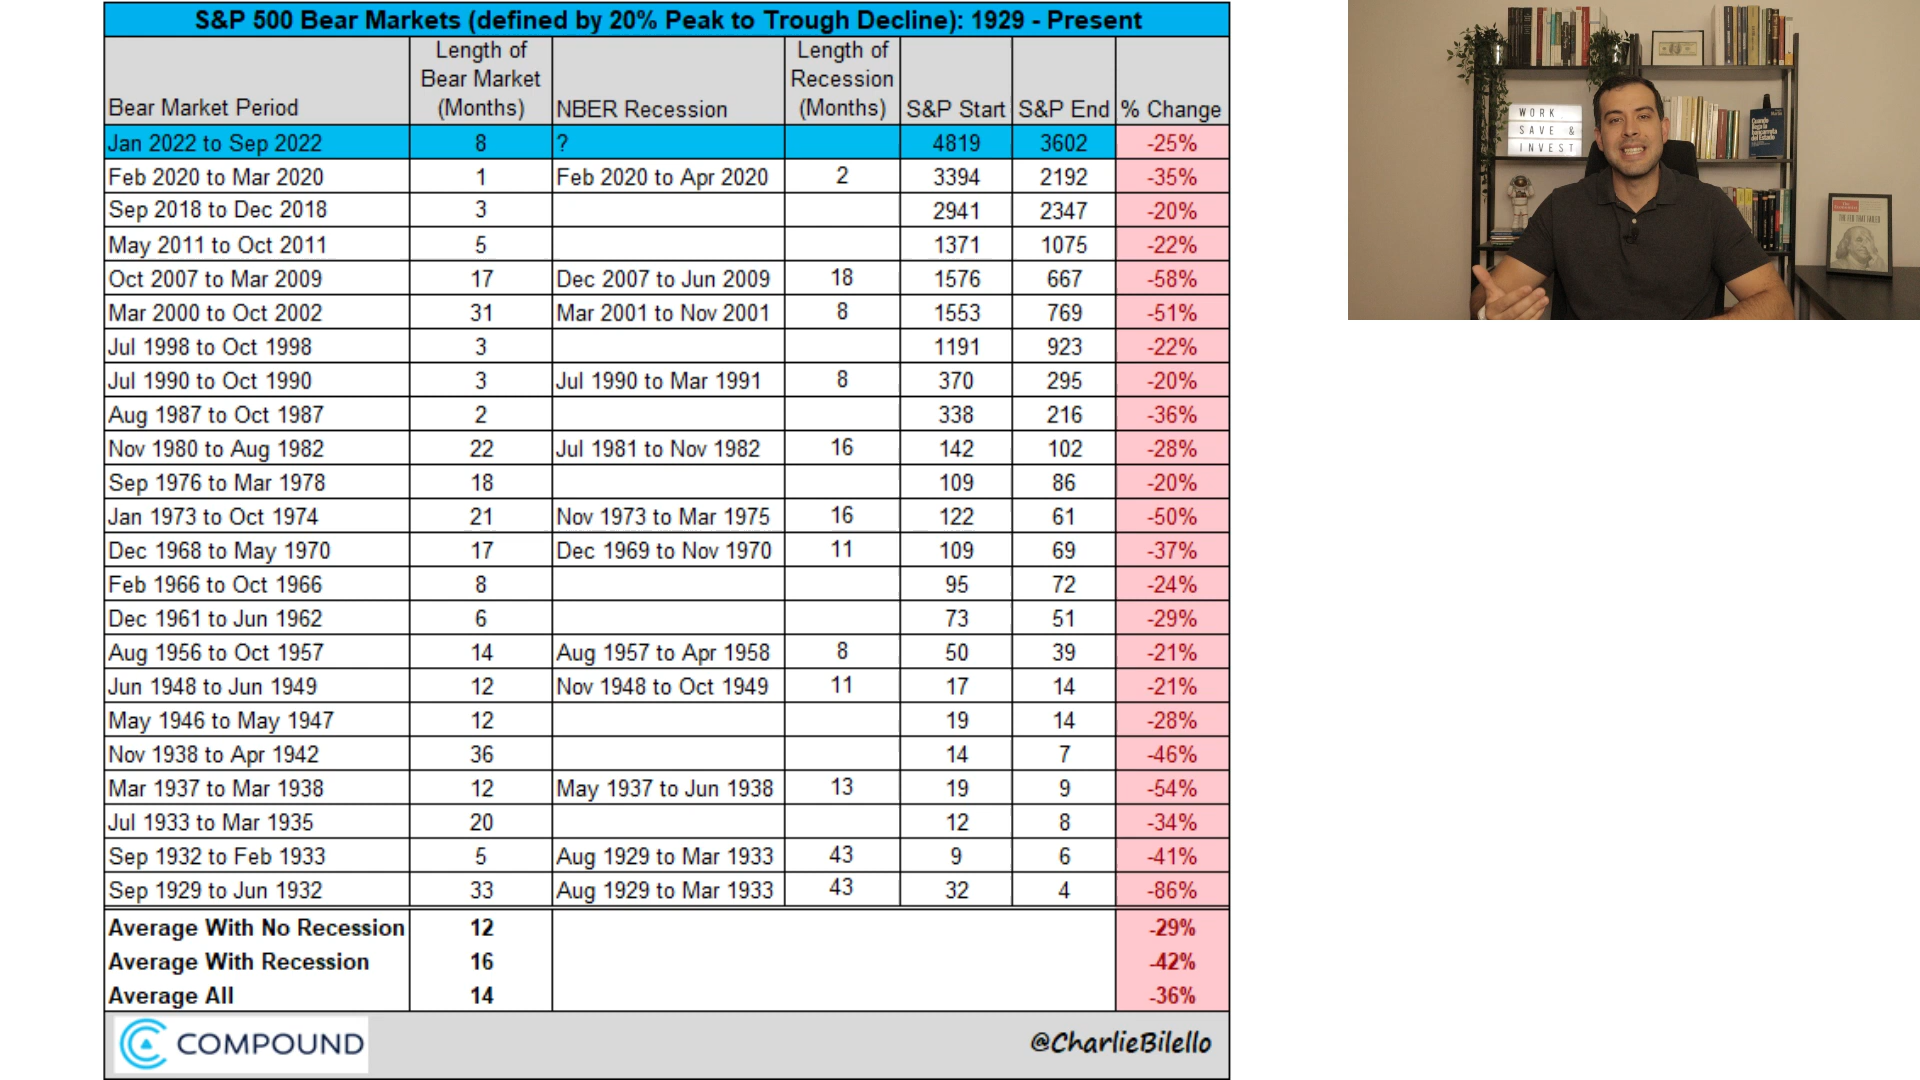 S&P 500 Bear Markets (defined by 20% Peak to Trough Decline): 1929 - Present
Bear Market Period Length of Bear Market (Months) NBER Recession Length of Recession (Months) S&P Start S&P End % Change
Jan 2022 to Sep 2022 8 ? 4819 3602 -25%
Feb 2020 to Mar 2020 1 Feb 2020 to Apr 2020 2 3394 2192 -35%
Sep 2018 to Dec 2018 3 2941 2347 -20%
May 2011 to Oct 2011 5 1371 1075 -22%
Oct 2007 to Mar 2009 17 Dec 2007 to Jun 2009 18 1576 667 -58%
Mar 2000 to Oct 2002 31 Mar 2001 to Nov 2001 8 1553 769 -51%
Jul 1998 to Oct 1998 3 1191 923 -22%
Jul 1990 to Oct 1990 3 Jul 1990 to Mar 1991 8 370 295 -20%
Aug 1987 to Oct 1987 2 338 216 -36%
Nov 1980 to Aug 1982 22 Jul 1981 to Nov 1982 16 142 102 -28%
Sep 1976 to Mar 1978 18 109 86 -20%
Jan 1973 to Oct 1974 21 Nov 1973 to Mar 1975 16 122 61 -50%
Dec 1968 to May 1970 17 Dec 1969 to Nov 1970 11 109 69 -37%
Feb 1966 to Oct 1966 8 95 72 -24%
Dec 1961 to Jun 1962 6 73 51 -29%
Aug 1956 to Oct 1957 14 Aug 1957 to Apr 1958 8 50 39 -21%
Jun 1948 to Jun 1949 12 Nov 1948 to Oct 1949 11 17 14 -21%
May 1946 to May 1947 12 19 14 -28%
Nov 1938 to Apr 1942 36 14 7 -46%
Mar 1937 to Mar 1938 12 May 1937 to Jun 1938 13 19 9 -54%
Jul 1933 to Mar 1935 20 12 8 -34%
Sep 1932 to Feb 1933 5 Aug 1929 to Mar 1933 43 9 6 -41%
Sep 1929 to Jun 1932 33 Aug 1929 to Mar 1933 43 32 4 -86%
Average With No Recession 12 -29%
Average With Recession 16 -42%
Average All 14 -36%
COMPOUND
@CharlieBilello
WORK
SAVE &
INVEST